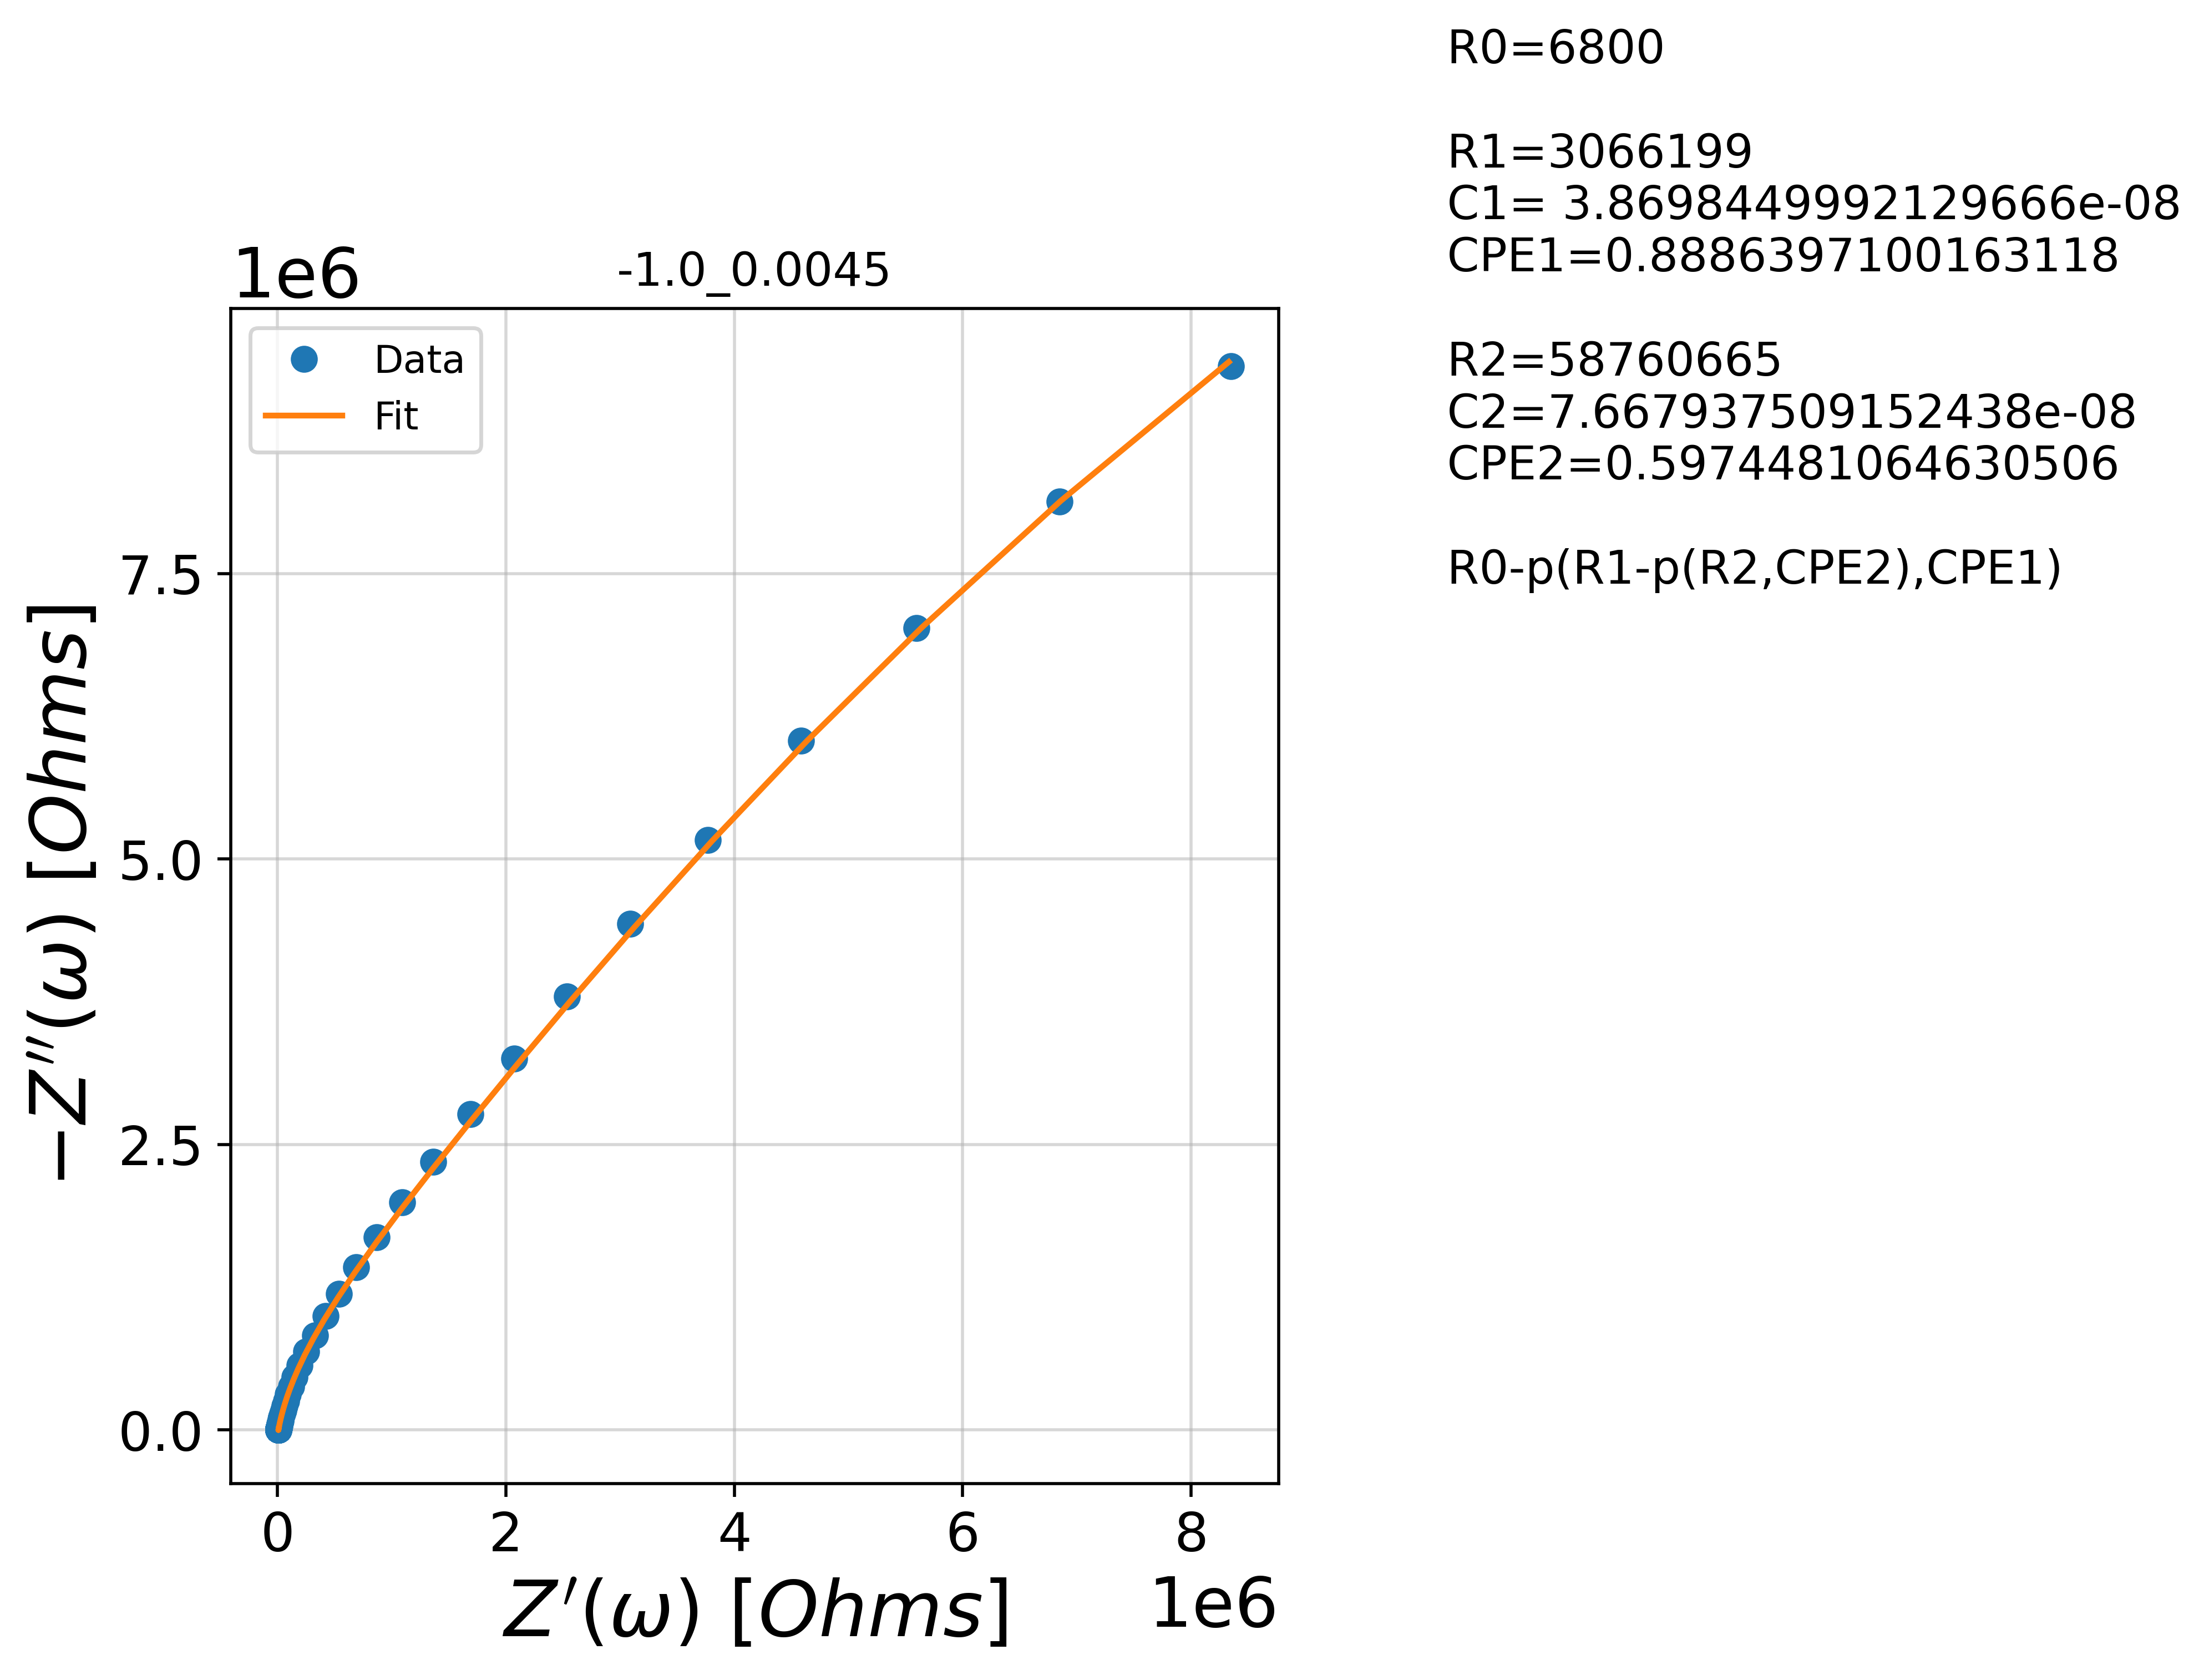 R0=6800
R1=3066199
C1= 3.8698449992129666e-08
CPE1=0.8886397100163118
R2=58760665
C2=7.667937509152438e-08
CPE2=0.5974481064630506
R0-p(R1-p(R2,CPE2),CPE1)
1e6
-1.0_0.0045
Data
Fit
7.5
5.0
2.5
0.0
−Z′′(ω) [Ohms]
0 2 4 6 8
Z′(ω) [Ohms]
1e6